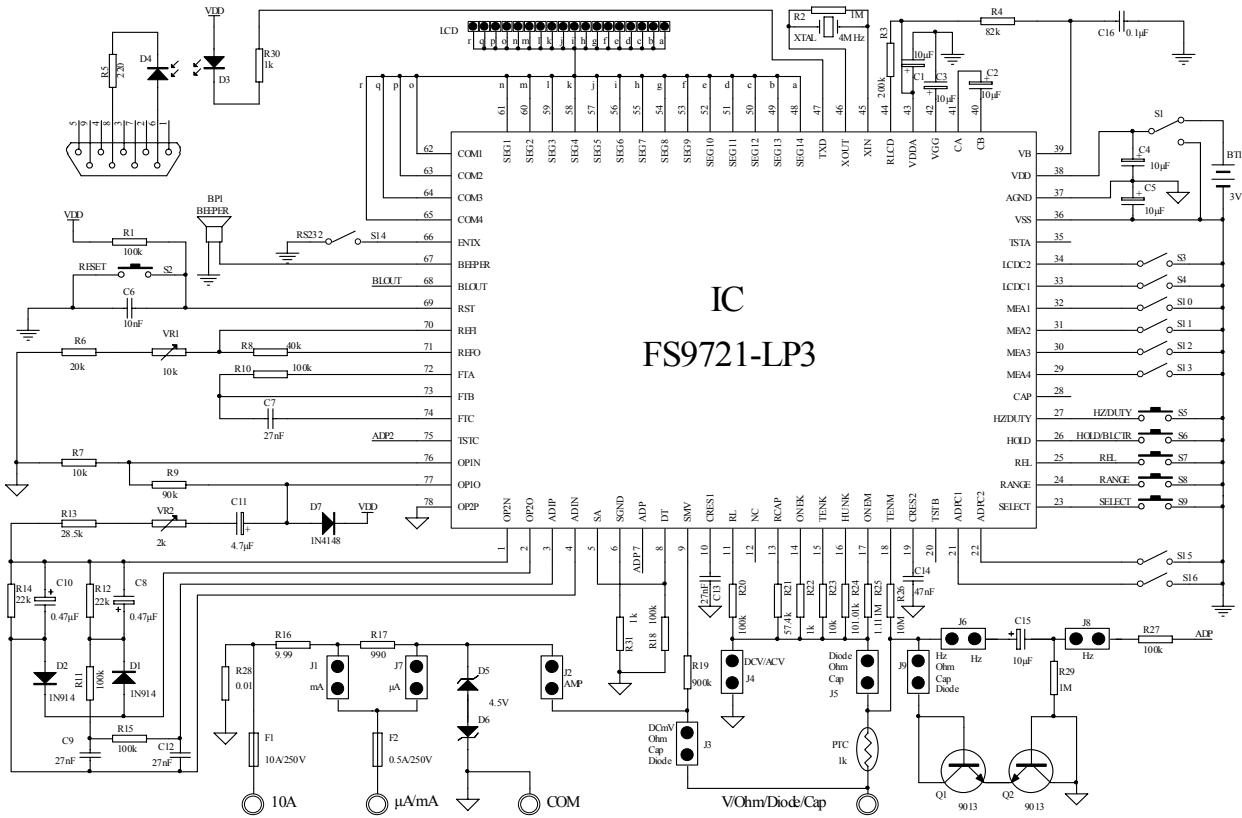 VDD
D4
D3
R5
220
R30
1k
LCD
r q p o n m l k j i h g f e d c b a
R2
1M
XTAL
4MHz
R3
200k
R4
82k
C16
0.1μF
10μF
C1
C3
10μF
C2
10μF
5 9 4 8 3 7 2 6 1
r q p o n m l k j i h g f e d c b a
61 60 59 58 57 56 55 54 53 52 51 50 49 48 47 46 45 44 43 42 41 40
SEG1 SEG2 SEG3 SEG4 SEG5 SEG6 SEG7 SEG8 SEG9 SEG10 SEG11 SEG12 SEG13 SEG14 TXD XOUT XIN RLCD VDDA VGG CA CB
62 COM1
63 COM2
64 COM3
65 COM4
66 ENTX
67 BEEPER
68 BLOUT
69 RST
70 REFI
71 REFO
72 FTA
73 FTB
74 FTC
75 TSTC
76 OP1N
77 OP1O
78 OP2P
IC
FS9721-LP3
VB 39
VDD 38
AGND 37
VSS 36
TSTA 35
LCDC2 34
LCDC1 33
MEA1 32
MEA2 31
MEA3 30
MEA4 29
CAP 28
HZ/DUTY 27
HOLD 26
REL 25
RANGE 24
SELECT 23
S1
BT1
3V
C4
10μF
C5
10μF
S3
S4
S10
S11
S12
S13
HZ/DUTY S5
HOLD/BLCTR S6
REL S7
RANGE S8
SELECT S9
S15
S16
BP1
BEEPER
VDD
R1
100k
RESET
S2
C6
10nF
RS232
S14
BLOUT
R6
20k
VR1
10k
R8
40k
R10
100k
C7
27nF
ADP2
R7
10k
R9
90k
R13
28.5k
VR2
2k
C11
4.7μF
D7
1N4148
VDD
OP2N OP2O ADIP ADIN SA SGND ADP DT SMV CRES1 RL NC RCAP ONEK TENK HUNK ONEM TENM CRES2 TSTB ADPC1 ADPC2
1 2 3 4 5 6 7 8 9 10 11 12 13 14 15 16 17 18 19 20 21 22
ADP
R14
22k
C10
0.47μF
R12
22k
C8
0.47μF
D2
1N914
R11
100k
D1
1N914
R15
100k
C9
27nF
C12
27nF
R28
0.01
R16
9.99
R17
990
J1
mA
J7
μA
D5
4.5V
D6
F1
10A/250V
F2
0.5A/250V
R31
1k
R18
100k
J2
AMP
R19
900k
27nF
C13
R20
100k
R21
57.4k
R22
1k
R23
10k
R24
101.01k
R25
1.111M
R26
10M
C14
47nF
DCV/ACV
J4
Diode
Ohm
Cap
J5
DCmV
Ohm
Cap
Diode
J3
PTC
1k
J9
Hz
Ohm
Cap
Diode
J6
Hz
C15
10μF
J8
Hz
R27
100k
ADP
R29
1M
Q1
9013
Q2
9013
10A
μA/mA
COM
V/Ohm/Diode/Cap